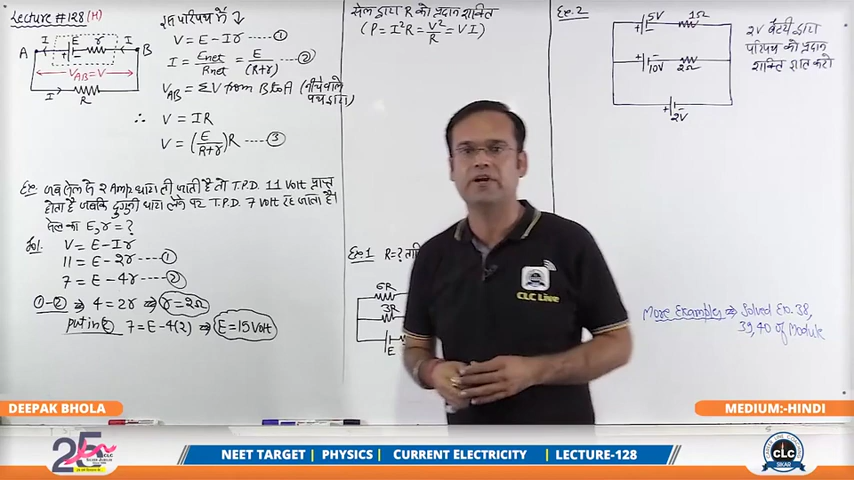 Lecture #128(H)
इस परिपथ में ↓
V = E – Ir ——①
I = Enet/Rnet = E/(R+r) ——②
VAB = ΣV from B to A (नीचे वाले पथ द्वारा)
∴ V = IR
V = (E/(R+r))R ----③
A
I
E
r
I
B
VAB=V
I
R
Ex:- जब सेल से 2 Amp धारा ली जाती है तो T.P.D. 11 Volt प्राप्त
होता है जबकि दुगुनी धारा लेने पर T.P.D. 7 Volt रह जाता है।
सेल का E, r = ?
Sol. V = E – Ir
11 = E – 2r ----①
7 = E – 4r ----②
①–② ⇒ 4 = 2r ⇒ r = 2Ω
put in ② 7 = E – 4(2) ⇒ E = 15 Volt
सेल द्वारा R को प्रदान शक्ति
(P = I²R = V²/R = VI)
Ex.1 R=?
6R
3R
E
Ex.2
5V
1Ω
10V
2Ω
2V
2V बैटरी द्वारा
परिपथ को प्रदान
शक्ति ज्ञात करो
More Examples ⇒ Solved Ex. 38,
39, 40 of Module
CLC Live
DEEPAK BHOLA
MEDIUM:-HINDI
25
CLC
NEET TARGET | PHYSICS | CURRENT ELECTRICITY | LECTURE-128
CLC
SIKAR